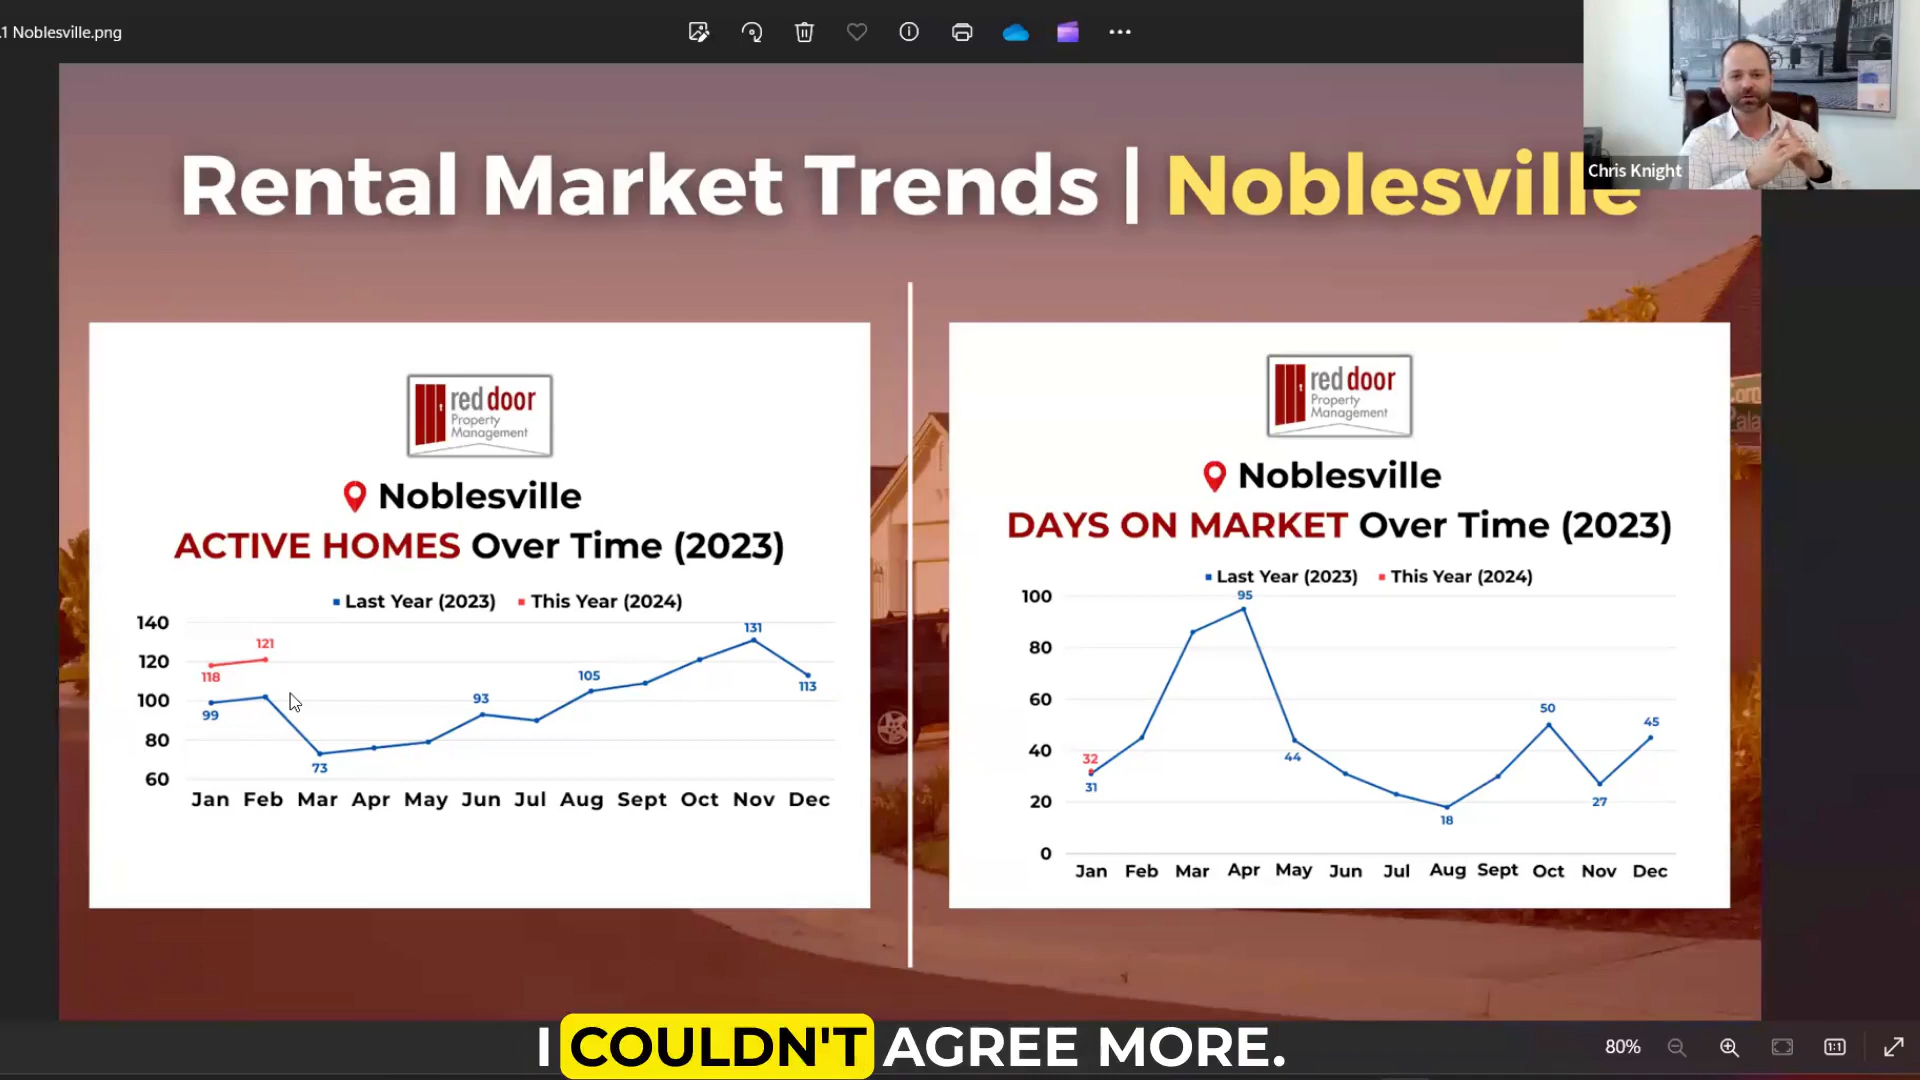 .1 Noblesville.png
Chris Knight
Rental Market Trends | Noblesville
red door
Property
Management
Noblesville
ACTIVE HOMES Over Time (2023)
Last Year (2023) This Year (2024)
140
120
100
80
60
118
121
99
73
93
105
131
113
Jan Feb Mar Apr May Jun Jul Aug Sept Oct Nov Dec
red door
Property
Management
Noblesville
DAYS ON MARKET Over Time (2023)
Last Year (2023) This Year (2024)
100
80
60
40
20
0
32
31
95
44
18
50
27
45
Jan Feb Mar Apr May Jun Jul Aug Sept Oct Nov Dec
I COULDN'T AGREE MORE.
80%
1:1